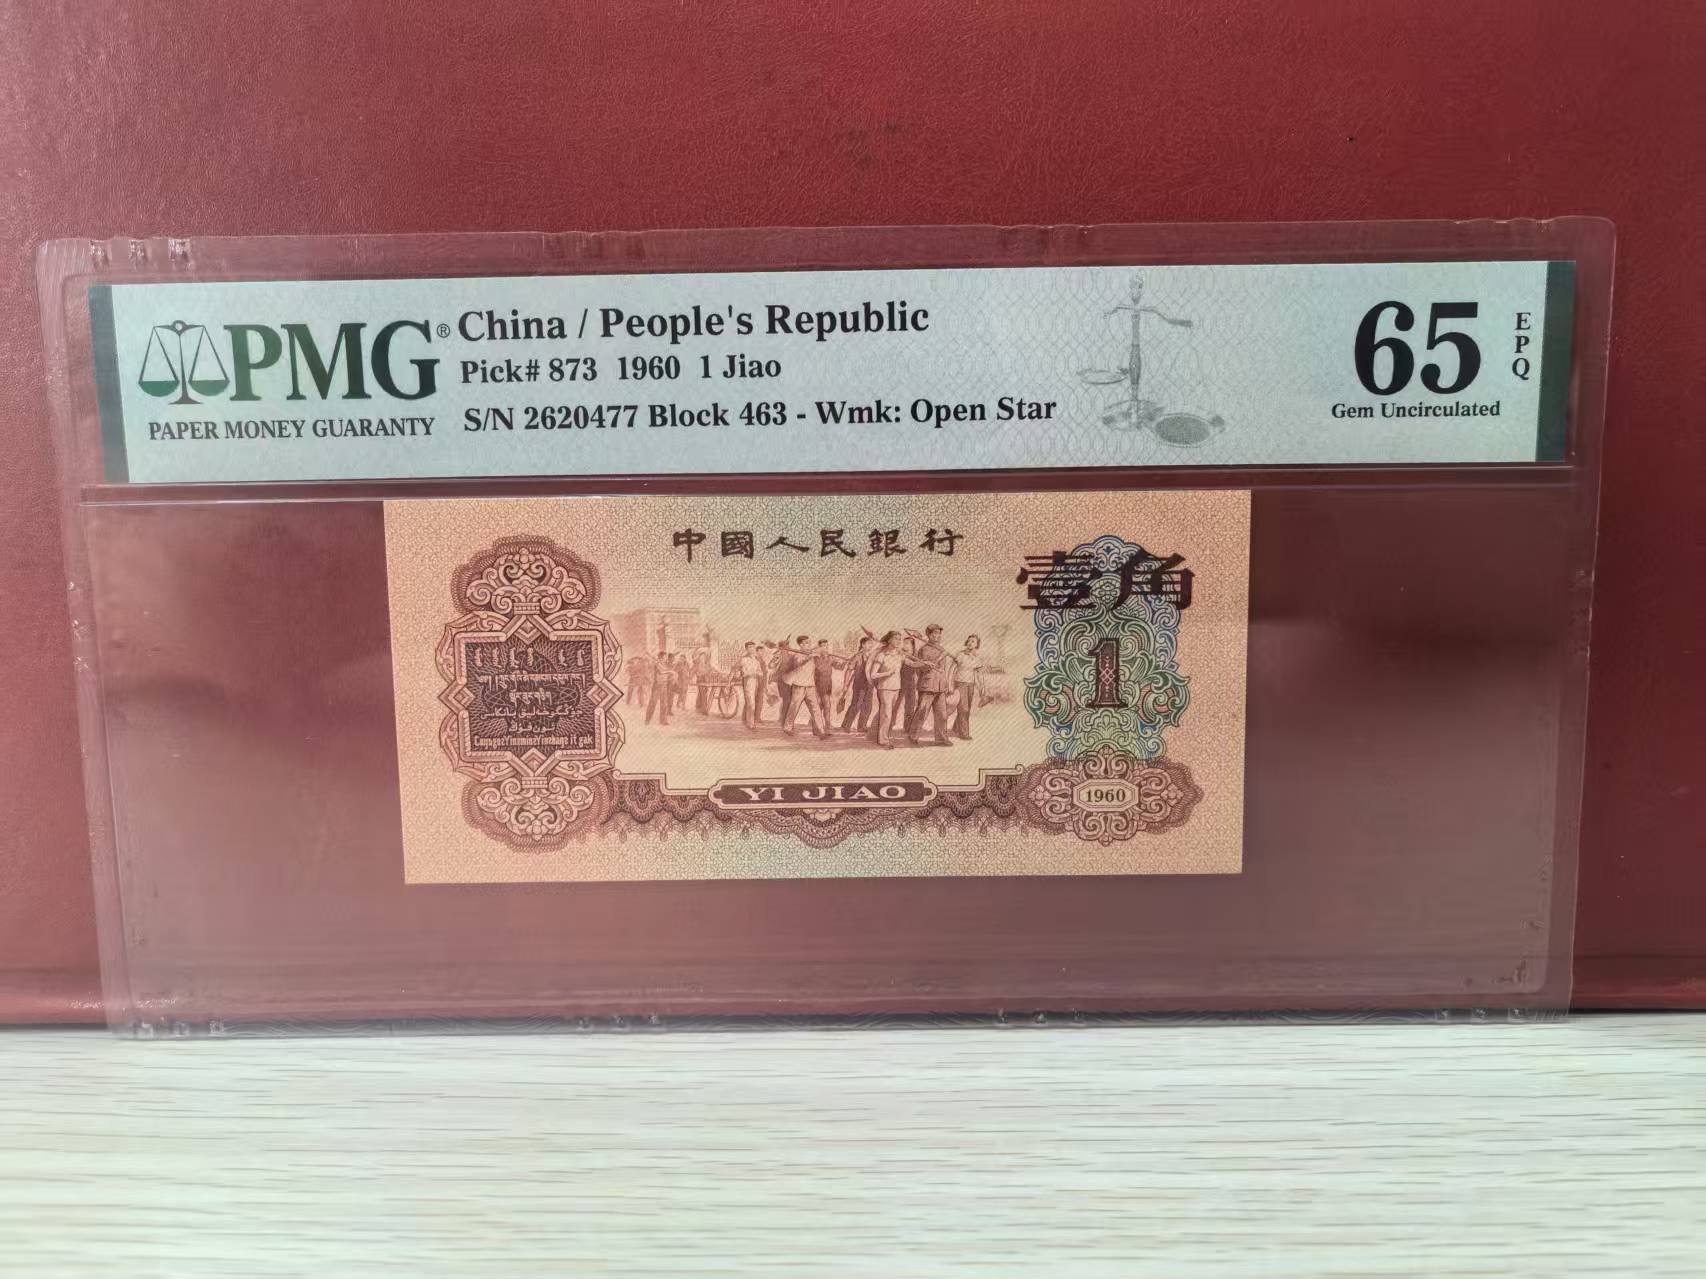 PMG®
PAPER MONEY GUARANTY
China / People's Republic
Pick# 873 1960 1 Jiao
S/N 2620477 Block 463 - Wmk: Open Star
65
EPQ
Gem Uncirculated
中國人民銀行
壹角
1
YI JIAO
1960